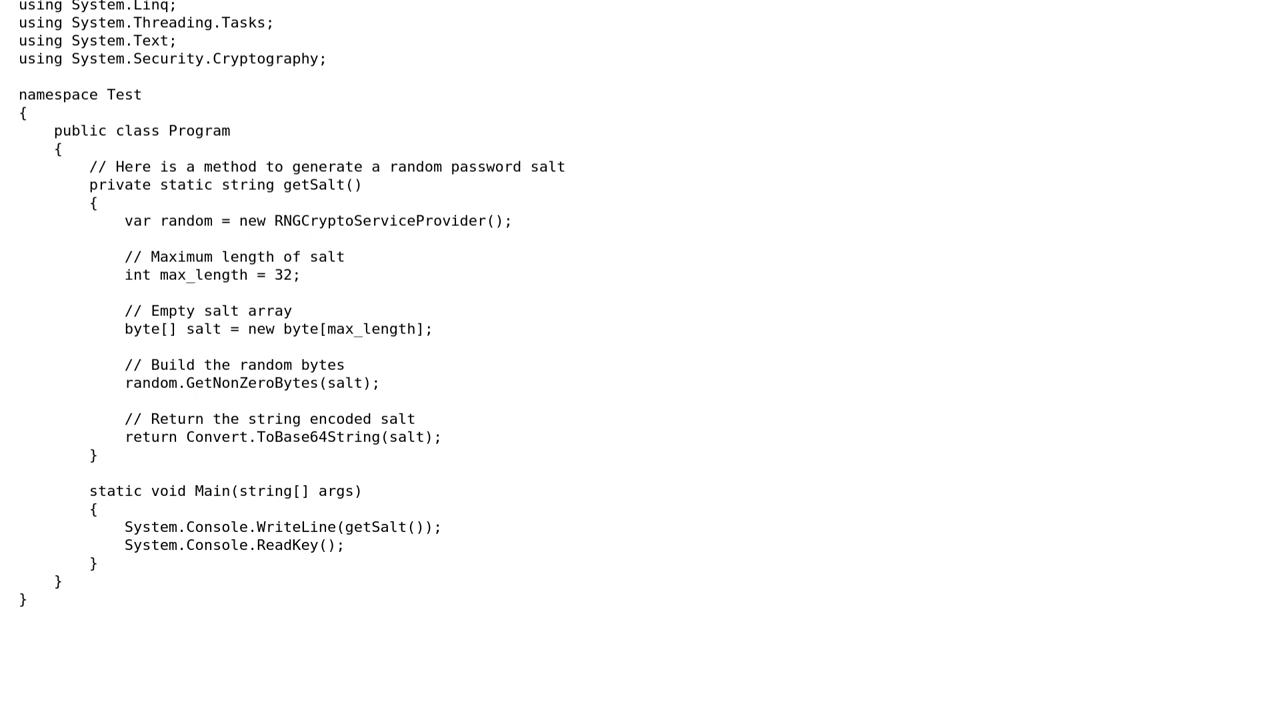 using System.Linq;
using System.Threading.Tasks;
using System.Text;
using System.Security.Cryptography;

namespace Test
{
    public class Program
    {
        // Here is a method to generate a random password salt
        private static string getSalt()
        {
            var random = new RNGCryptoServiceProvider();

            // Maximum length of salt
            int max_length = 32;

            // Empty salt array
            byte[] salt = new byte[max_length];

            // Build the random bytes
            random.GetNonZeroBytes(salt);

            // Return the string encoded salt
            return Convert.ToBase64String(salt);
        }

        static void Main(string[] args)
        {
            System.Console.WriteLine(getSalt());
            System.Console.ReadKey();
        }
    }
}